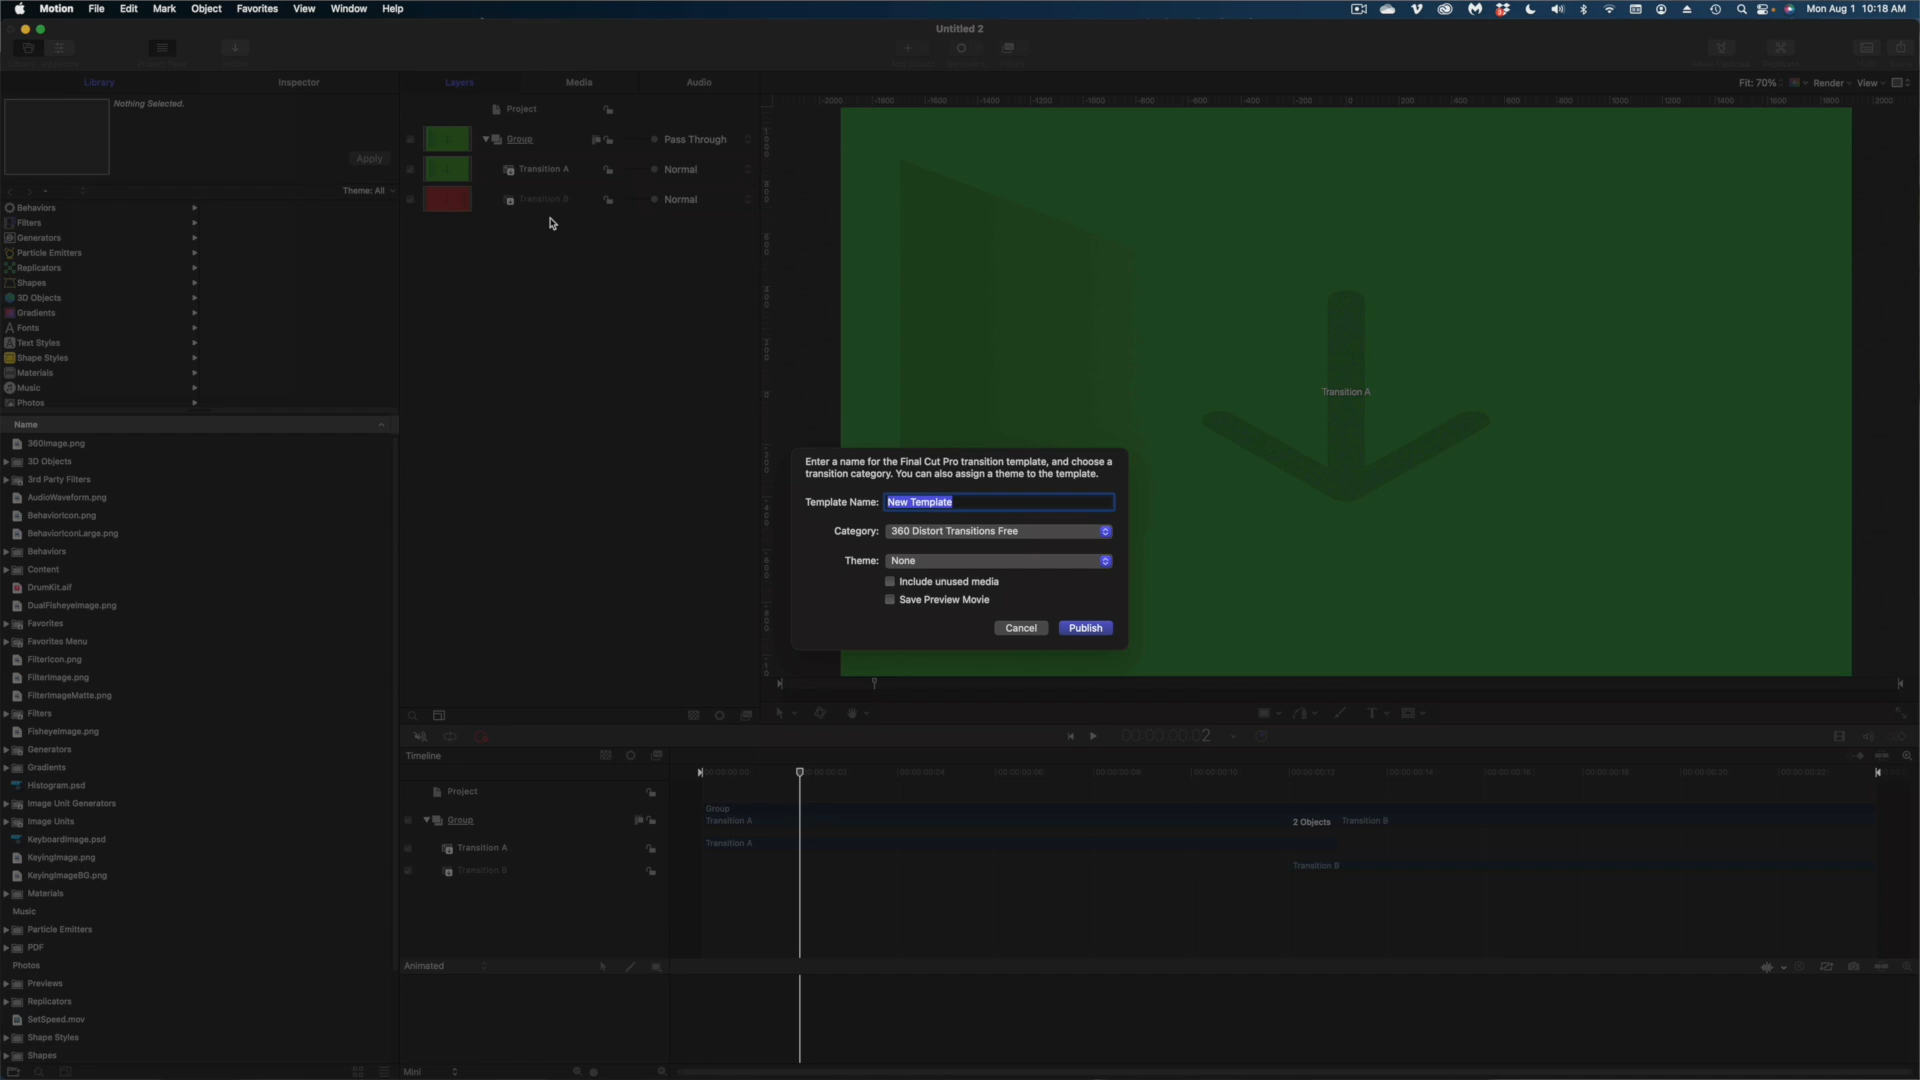 Motion File Edit Mark Object Favorites View Window Help
Mon Aug 1 10:18 AM
Untitled 2
Library
Inspector
Layers
Media
Audio
Fit: 70%
Render
View
Nothing Selected.
Apply
Theme: All
Behaviors
Filters
Generators
Particle Emitters
Replicators
Shapes
3D Objects
Gradients
Fonts
Text Styles
Shape Styles
Materials
Music
Photos
Name
360Image.png
3D Objects
3rd Party Filters
AudioWaveform.png
BehaviorIcon.png
BehaviorIconLarge.png
Behaviors
Content
DrumKit.aif
DualFisheyeImage.png
Favorites
Favorites Menu
FilterIcon.png
FilterImage.png
FilterImageMatte.png
Filters
FisheyeImage.png
Generators
Gradients
Histogram.psd
Image Unit Generators
Image Units
KeyboardImage.psd
KeyingImage.png
KeyingImageBG.png
Materials
Music
Particle Emitters
PDF
Photos
Previews
Replicators
SetSpeed.mov
Shape Styles
Shapes
Project
Group Pass Through
Transition A Normal
Transition B Normal
Transition A
Enter a name for the Final Cut Pro transition template, and choose a
transition category. You can also assign a theme to the template.
Template Name: New Template
Category: 360 Distort Transitions Free
Theme: None
Include unused media
Save Preview Movie
Cancel Publish
00:00:00:02
Timeline
Project
Group
Transition A
Transition B
Group
Transition A 2 Objects Transition B
Transition A
Transition B
Animated
Mini